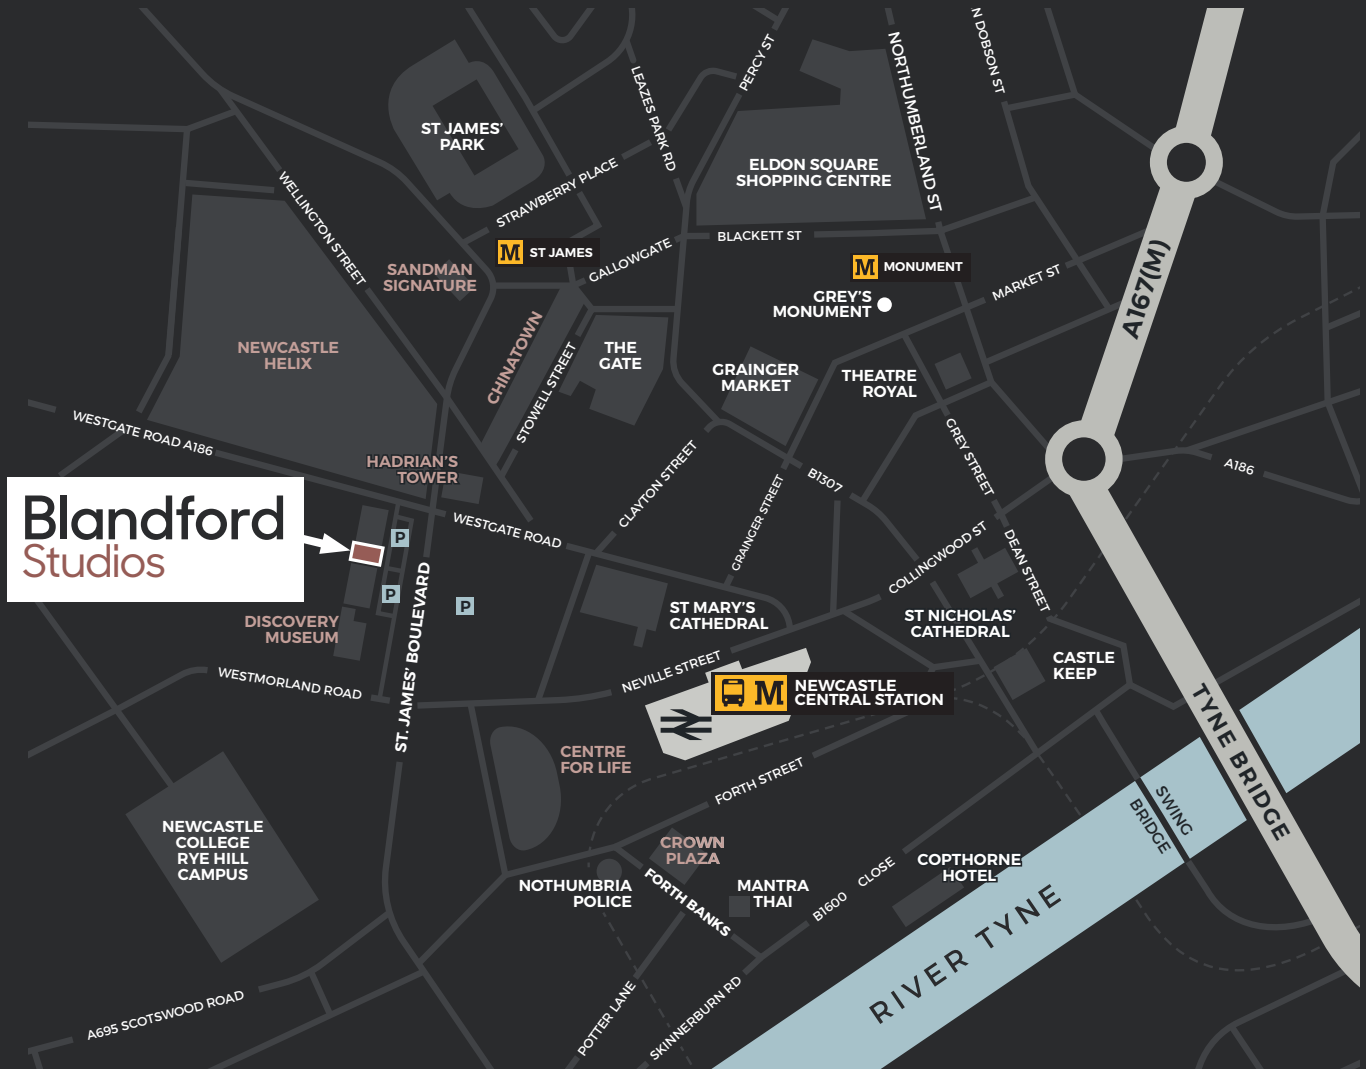 PERCY ST
NORTHUMBERLAND ST
N DOBSON ST
LEAZES PARK RD
ST JAMES’
PARK
ELDON SQUARE
SHOPPING CENTRE
WELLINGTON STREET
STRAWBERRY PLACE
M ST JAMES
GALLOWGATE
BLACKETT ST
M MONUMENT
SANDMAN
SIGNATURE
GREY’S
MONUMENT
MARKET ST
A167(M)
NEWCASTLE
HELIX
CHINATOWN
STOWELL STREET
THE
GATE
GRAINGER
MARKET
THEATRE
ROYAL
WESTGATE ROAD A186
GREY STREET
A186
HADRIAN’S
TOWER
CLAYTON STREET
B1307
GRAINGER STREET
Blandford
Studios
WESTGATE ROAD
P
P
P
COLLINGWOOD ST
DEAN STREET
DISCOVERY
MUSEUM
ST. JAMES’ BOULEVARD
ST MARY’S
CATHEDRAL
ST NICHOLAS’
CATHEDRAL
CASTLE
KEEP
WESTMORLAND ROAD
NEVILLE STREET
M NEWCASTLE
CENTRAL STATION
TYNE BRIDGE
CENTRE
FOR LIFE
FORTH STREET
SWING
BRIDGE
NEWCASTLE
COLLEGE
RYE HILL
CAMPUS
CROWN
PLAZA
COPTHORNE
HOTEL
NOTHUMBRIA
POLICE
FORTH BANKS
MANTRA
THAI
B1600 CLOSE
RIVER TYNE
A695 SCOTSWOOD ROAD
POTTER LANE
SKINNERBURN RD